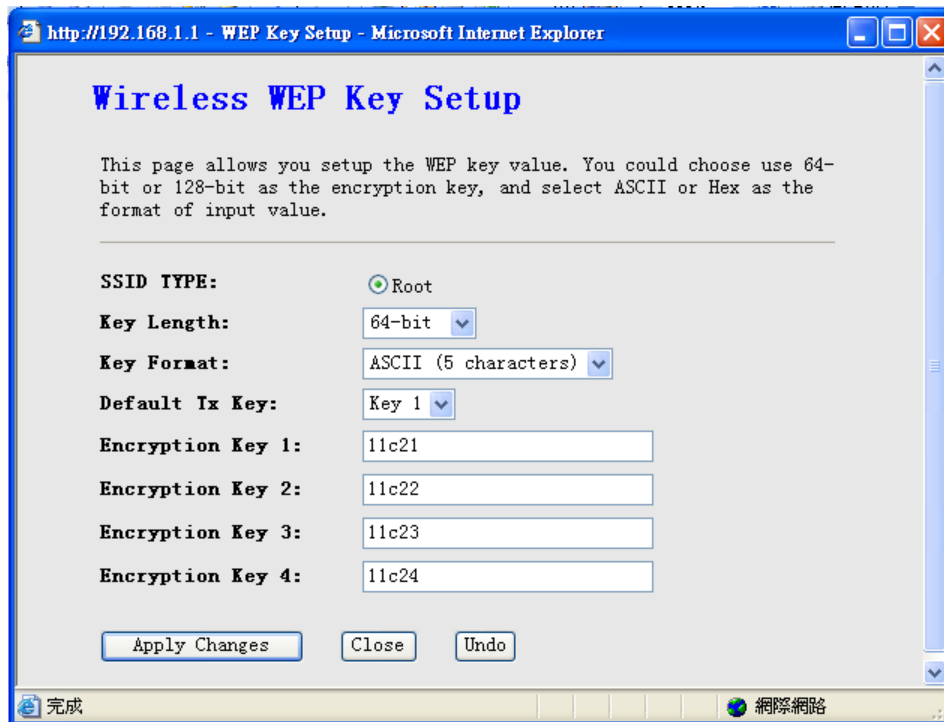 http://192.168.1.1 - WEP Key Setup - Microsoft Internet Explorer
Wireless WEP Key Setup
This page allows you setup the WEP key value. You could choose use 64-
bit or 128-bit as the encryption key, and select ASCII or Hex as the
format of input value.
SSID TYPE: Root
Key Length: 64-bit
Key Format: ASCII (5 characters)
Default Tx Key: Key 1
Encryption Key 1: 11c21
Encryption Key 2: 11c22
Encryption Key 3: 11c23
Encryption Key 4: 11c24
Apply Changes Close Undo
完成 網際網路